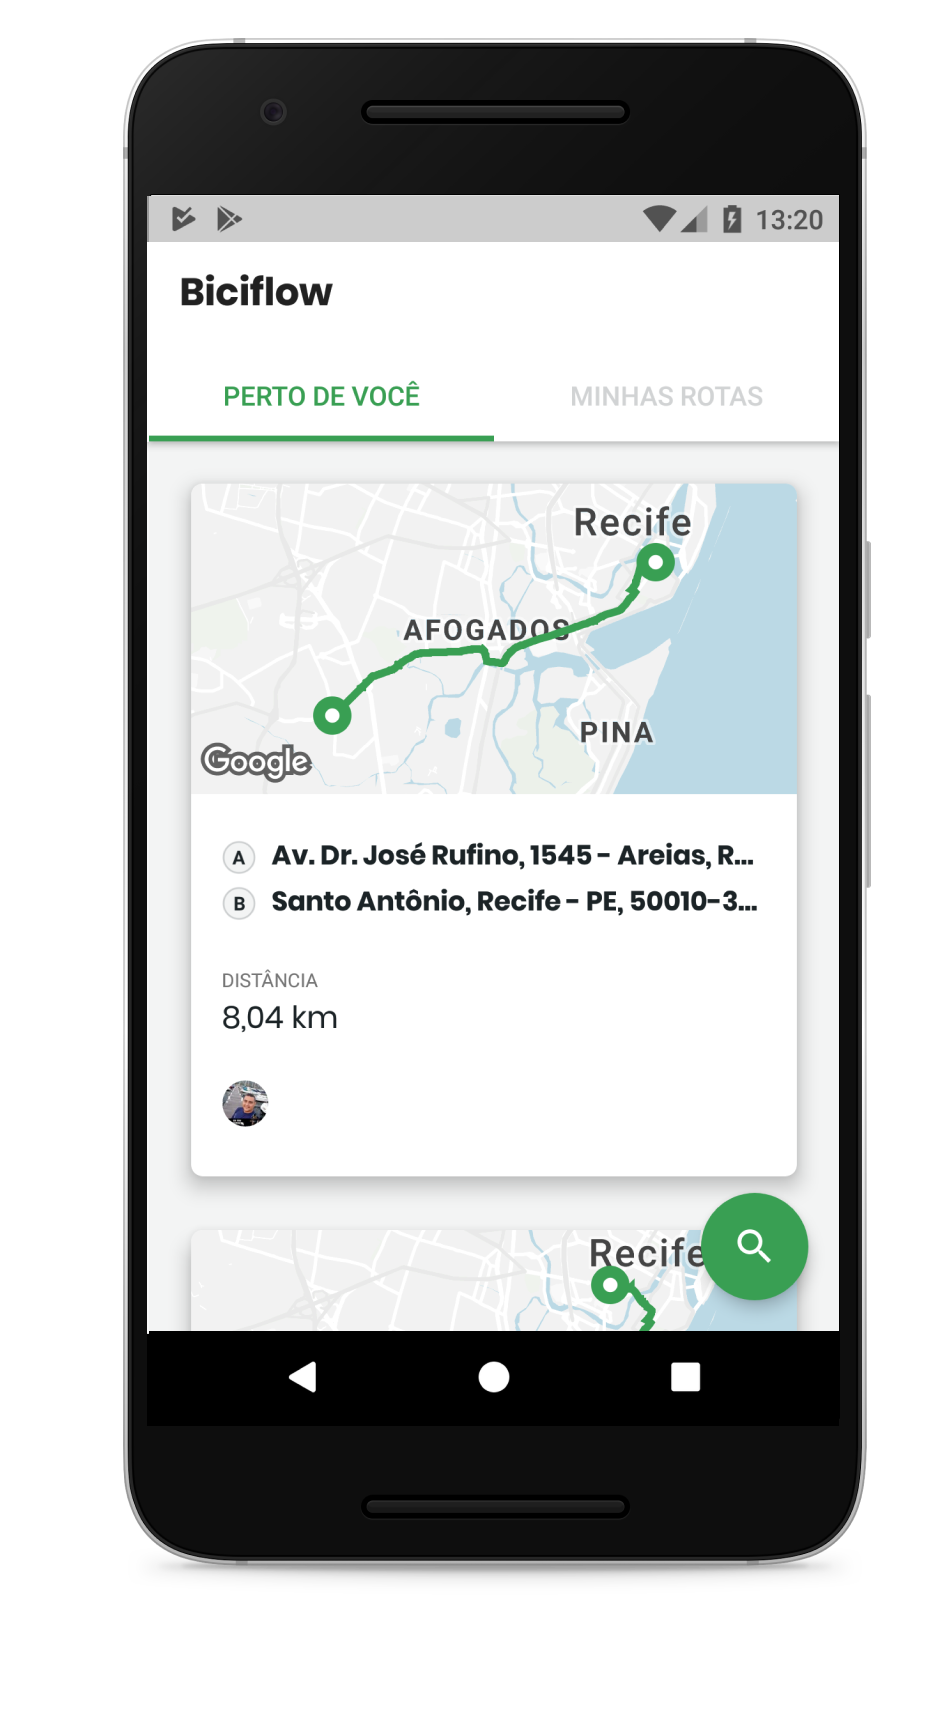 13:20
Biciflow
PERTO DE VOCÊ
MINHAS ROTAS
Recife
AFOGADOS
PINA
Google
A Av. Dr. José Rufino, 1545 - Areias, R...
B Santo Antônio, Recife - PE, 50010-3...
DISTÂNCIA
8,04 km
Recife